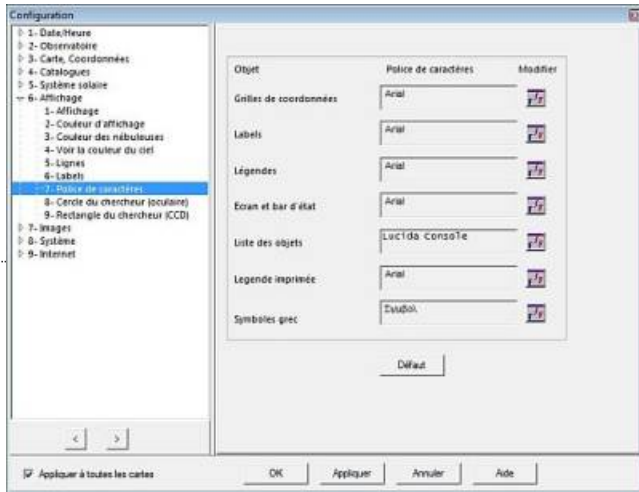 Configuration
1- Date/Heure
2- Observatoire
3- Carte, Coordonnées
4- Catalogues
5- Système solaire
6- Affichage
1- Affichage
2- Couleur d'affichage
3- Couleur des nébuleuses
4- Voir la couleur du ciel
5- Lignes
6- Labels
7- Police de caractères
8- Cercle du chercheur (oculaire)
9- Rectangle du chercheur (CCD)
7- Images
8- Système
9- Internet
Objet Police de caractères Modifier
Grilles de coordonnées Arial
Labels Arial
Légendes Arial
Ecran et bar d'état Arial
Liste des objets Lucida Console
Legende imprimée Arial
Symboles grec Σψμβολ
Défaut
< >
Appliquer à toutes les cartes OK Appliquer Annuler Aide